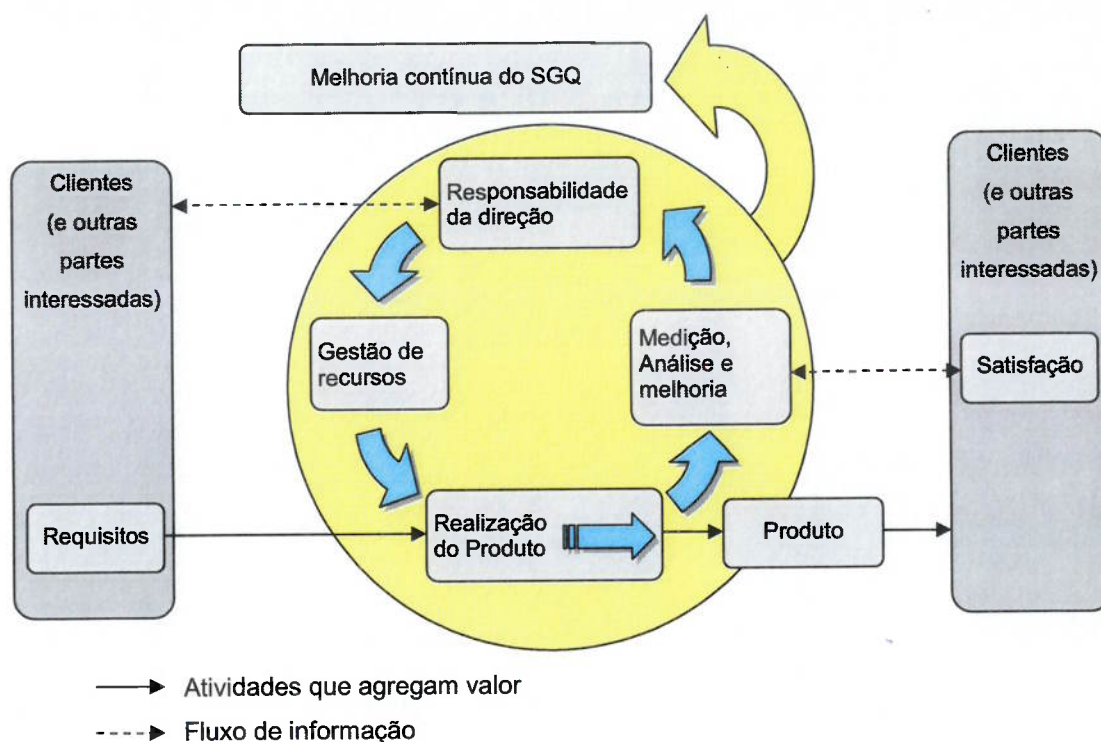 Melhoria contínua do SGQ
Clientes
(e outras
partes
interessadas)
Responsabilidade
da direção
Clientes
(e outras
partes
interessadas)
Gestão de
recursos
Medição,
Análise e
melhoria
Satisfação
Requisitos
Realização
do Produto
Produto
Atividades que agregam valor
Fluxo de informação